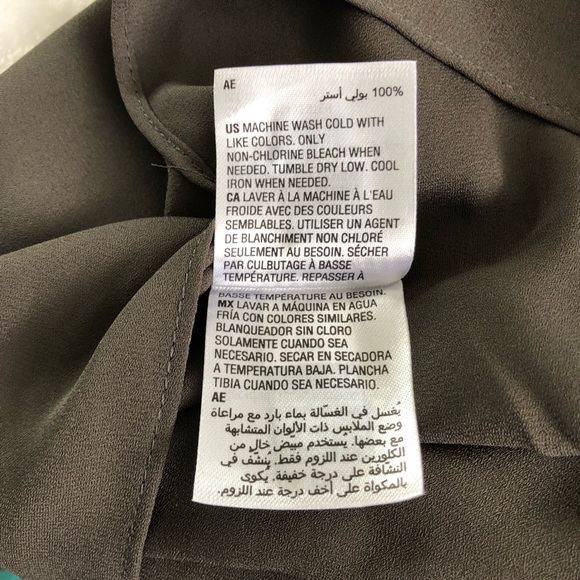 AE
100% بولي أستر
US MACHINE WASH COLD WITH
LIKE COLORS. ONLY
NON-CHLORINE BLEACH WHEN
NEEDED. TUMBLE DRY LOW. COOL
IRON WHEN NEEDED.
CA LAVER À LA MACHINE À L'EAU
FROIDE AVEC DES COULEURS
SEMBLABLES. UTILISER UN AGENT
DE BLANCHIMENT NON CHLORÉ
SEULEMENT AU BESOIN. SÉCHER
PAR CULBUTAGE À BASSE
TEMPÉRATURE. REPASSER À
BASSE TEMPÉRATURE AU BESOIN.
MX LAVAR A MÁQUINA EN AGUA
FRÍA CON COLORES SIMILARES.
BLANQUEADOR SIN CLORO
SOLAMENTE CUANDO SEA
NECESARIO. SECAR EN SECADORA
A TEMPERATURA BAJA. PLANCHA
TIBIA CUANDO SEA NECESARIO.
AE
يُغسل في الغسّالة بماء بارد مع مراعاة
وضع الملابس ذات الألوان المتشابهة
مع بعضها. يُستخدم مبيض خال من
الكلورين عند اللزوم فقط. يُنشّف في
النشّافة على درجة خفيفة. يُكوى
بالمكواة على أخف درجة عند اللزوم.